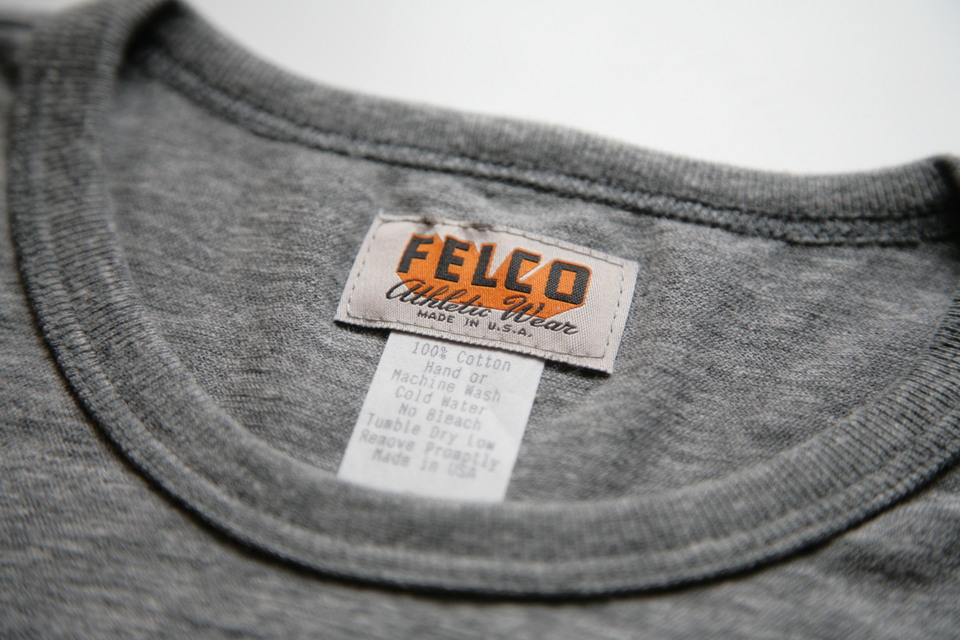 FELCO
Athletic Wear
MADE IN U.S.A.
100% Cotton
Hand or
Machine Wash
Cold Water
No Bleach
Tumble Dry Low
Remove Promptly
Made in USA